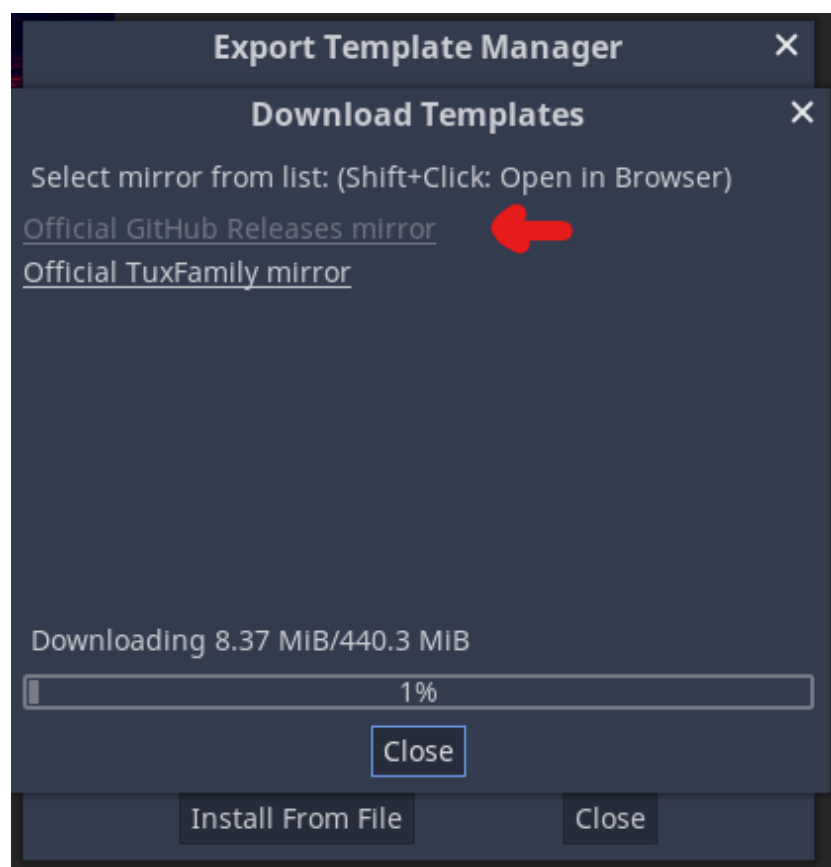 Export Template Manager ×
Download Templates ×
Select mirror from list: (Shift+Click: Open in Browser)
Official GitHub Releases mirror
Official TuxFamily mirror
Downloading 8.37 MiB/440.3 MiB
1%
Close
Install From File Close